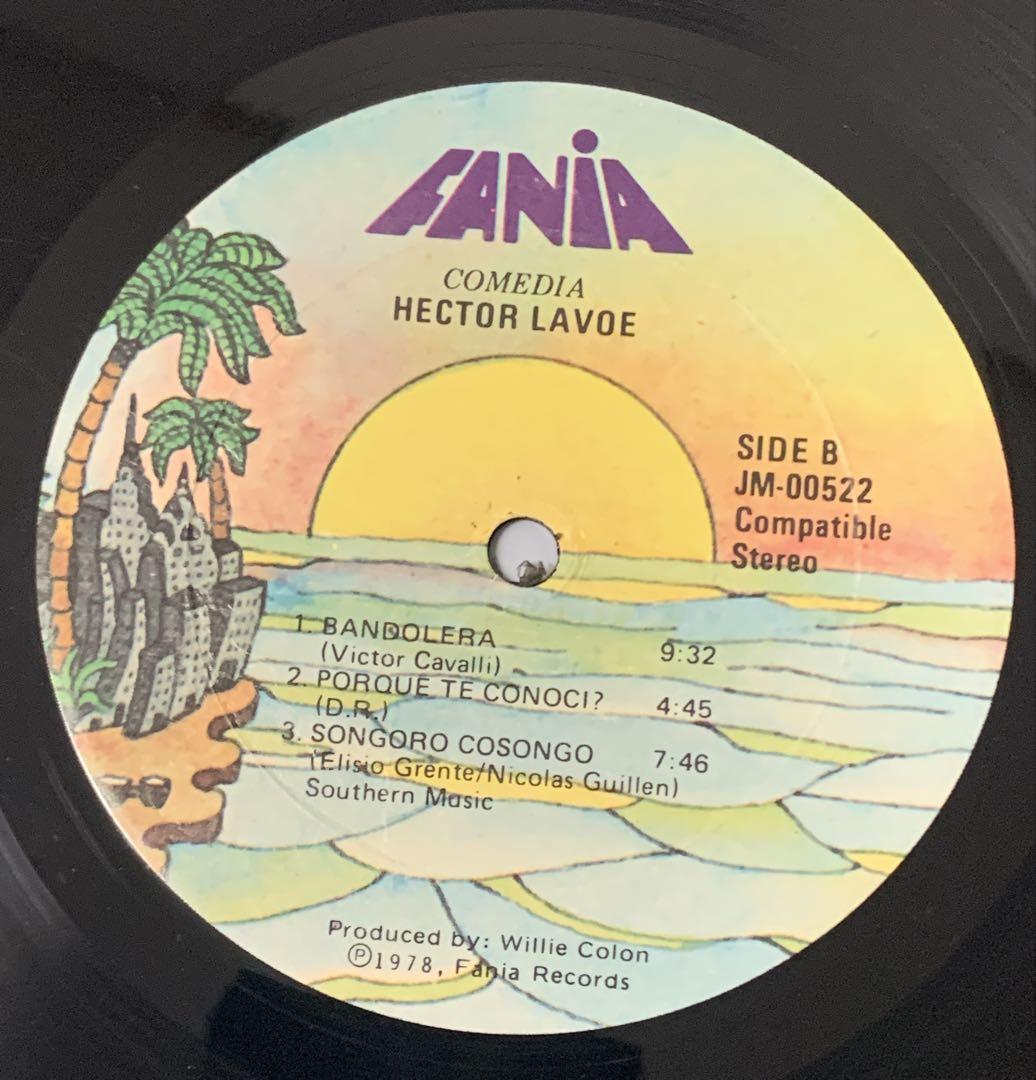 FANIA
COMEDIA
HECTOR LAVOE
SIDE B
JM-00522
Compatible
Stereo
1. BANDOLERA 9:32
(Victor Cavalli)
2. PORQUE TE CONOCI? 4:45
(D.R.)
3. SONGORO COSONGO 7:46
(Elisio Grente/Nicolas Guillen)
Southern Music
Produced by: Willie Colon
Ⓟ1978, Fania Records